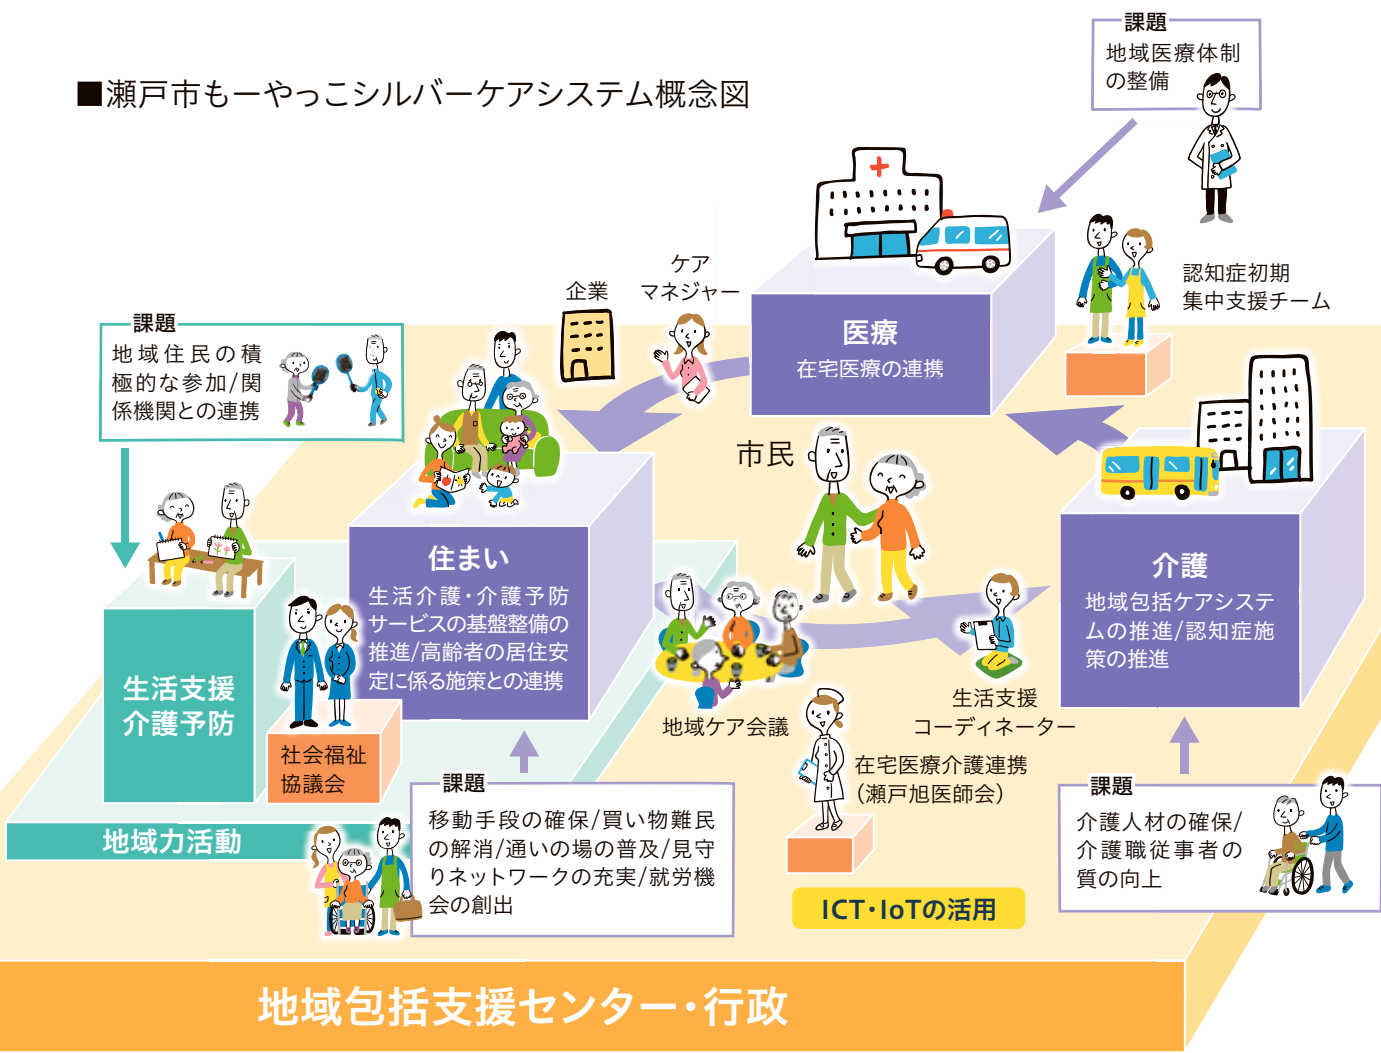 ■瀬戸市もーやっこシルバーケアシステム概念図
課題
地域医療体制
の整備
ケア
マネジャー
企業
医療
在宅医療の連携
認知症初期
集中支援チーム
課題
地域住民の積
極的な参加/関
係機関との連携
市民
住まい
生活介護・介護予防
サービスの基盤整備の
推進/高齢者の居住安
定に係る施策との連携
介護
地域包括ケアシステ
ムの推進/認知症施
策の推進
生活支援
介護予防
社会福祉
協議会
地域ケア会議
生活支援
コーディネーター
在宅医療介護連携
（瀬戸旭医師会）
地域力活動
課題
移動手段の確保/買い物難民
の解消/通いの場の普及/見守
りネットワークの充実/就労機
会の創出
課題
介護人材の確保/
介護職従事者の
質の向上
ICT・IoTの活用
地域包括支援センター・行政